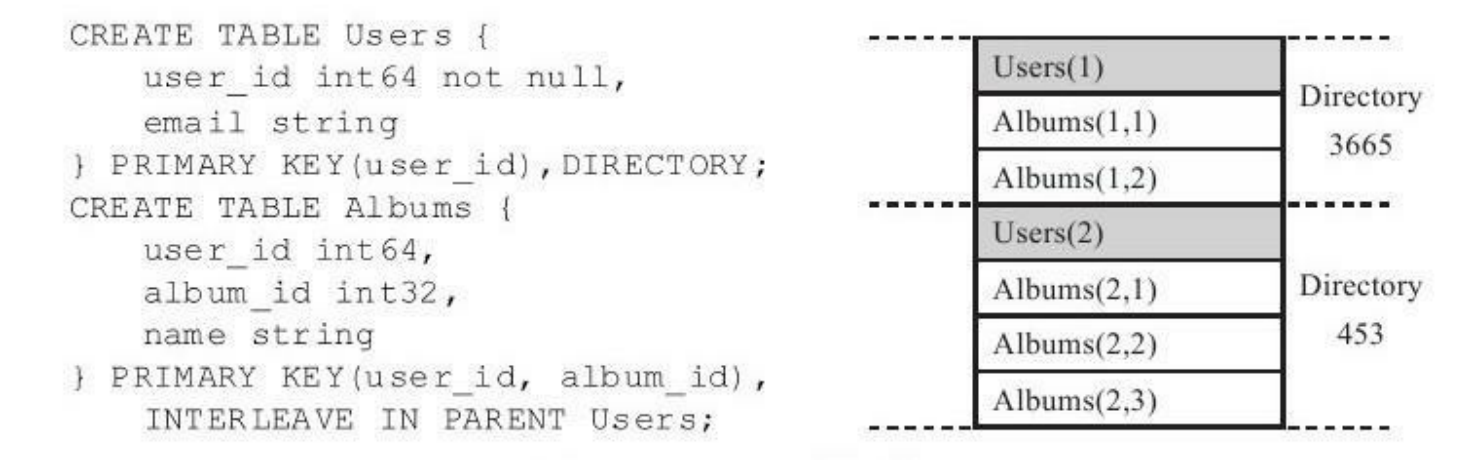 CREATE TABLE Users {
user_id int64 not null,
email string
} PRIMARY KEY(user_id),DIRECTORY;
CREATE TABLE Albums {
user_id int64,
album_id int32,
name string
} PRIMARY KEY(user_id, album_id),
INTERLEAVE IN PARENT Users;
Users(1)
Albums(1,1)
Albums(1,2)
Directory
3665
Users(2)
Albums(2,1)
Albums(2,2)
Albums(2,3)
Directory
453